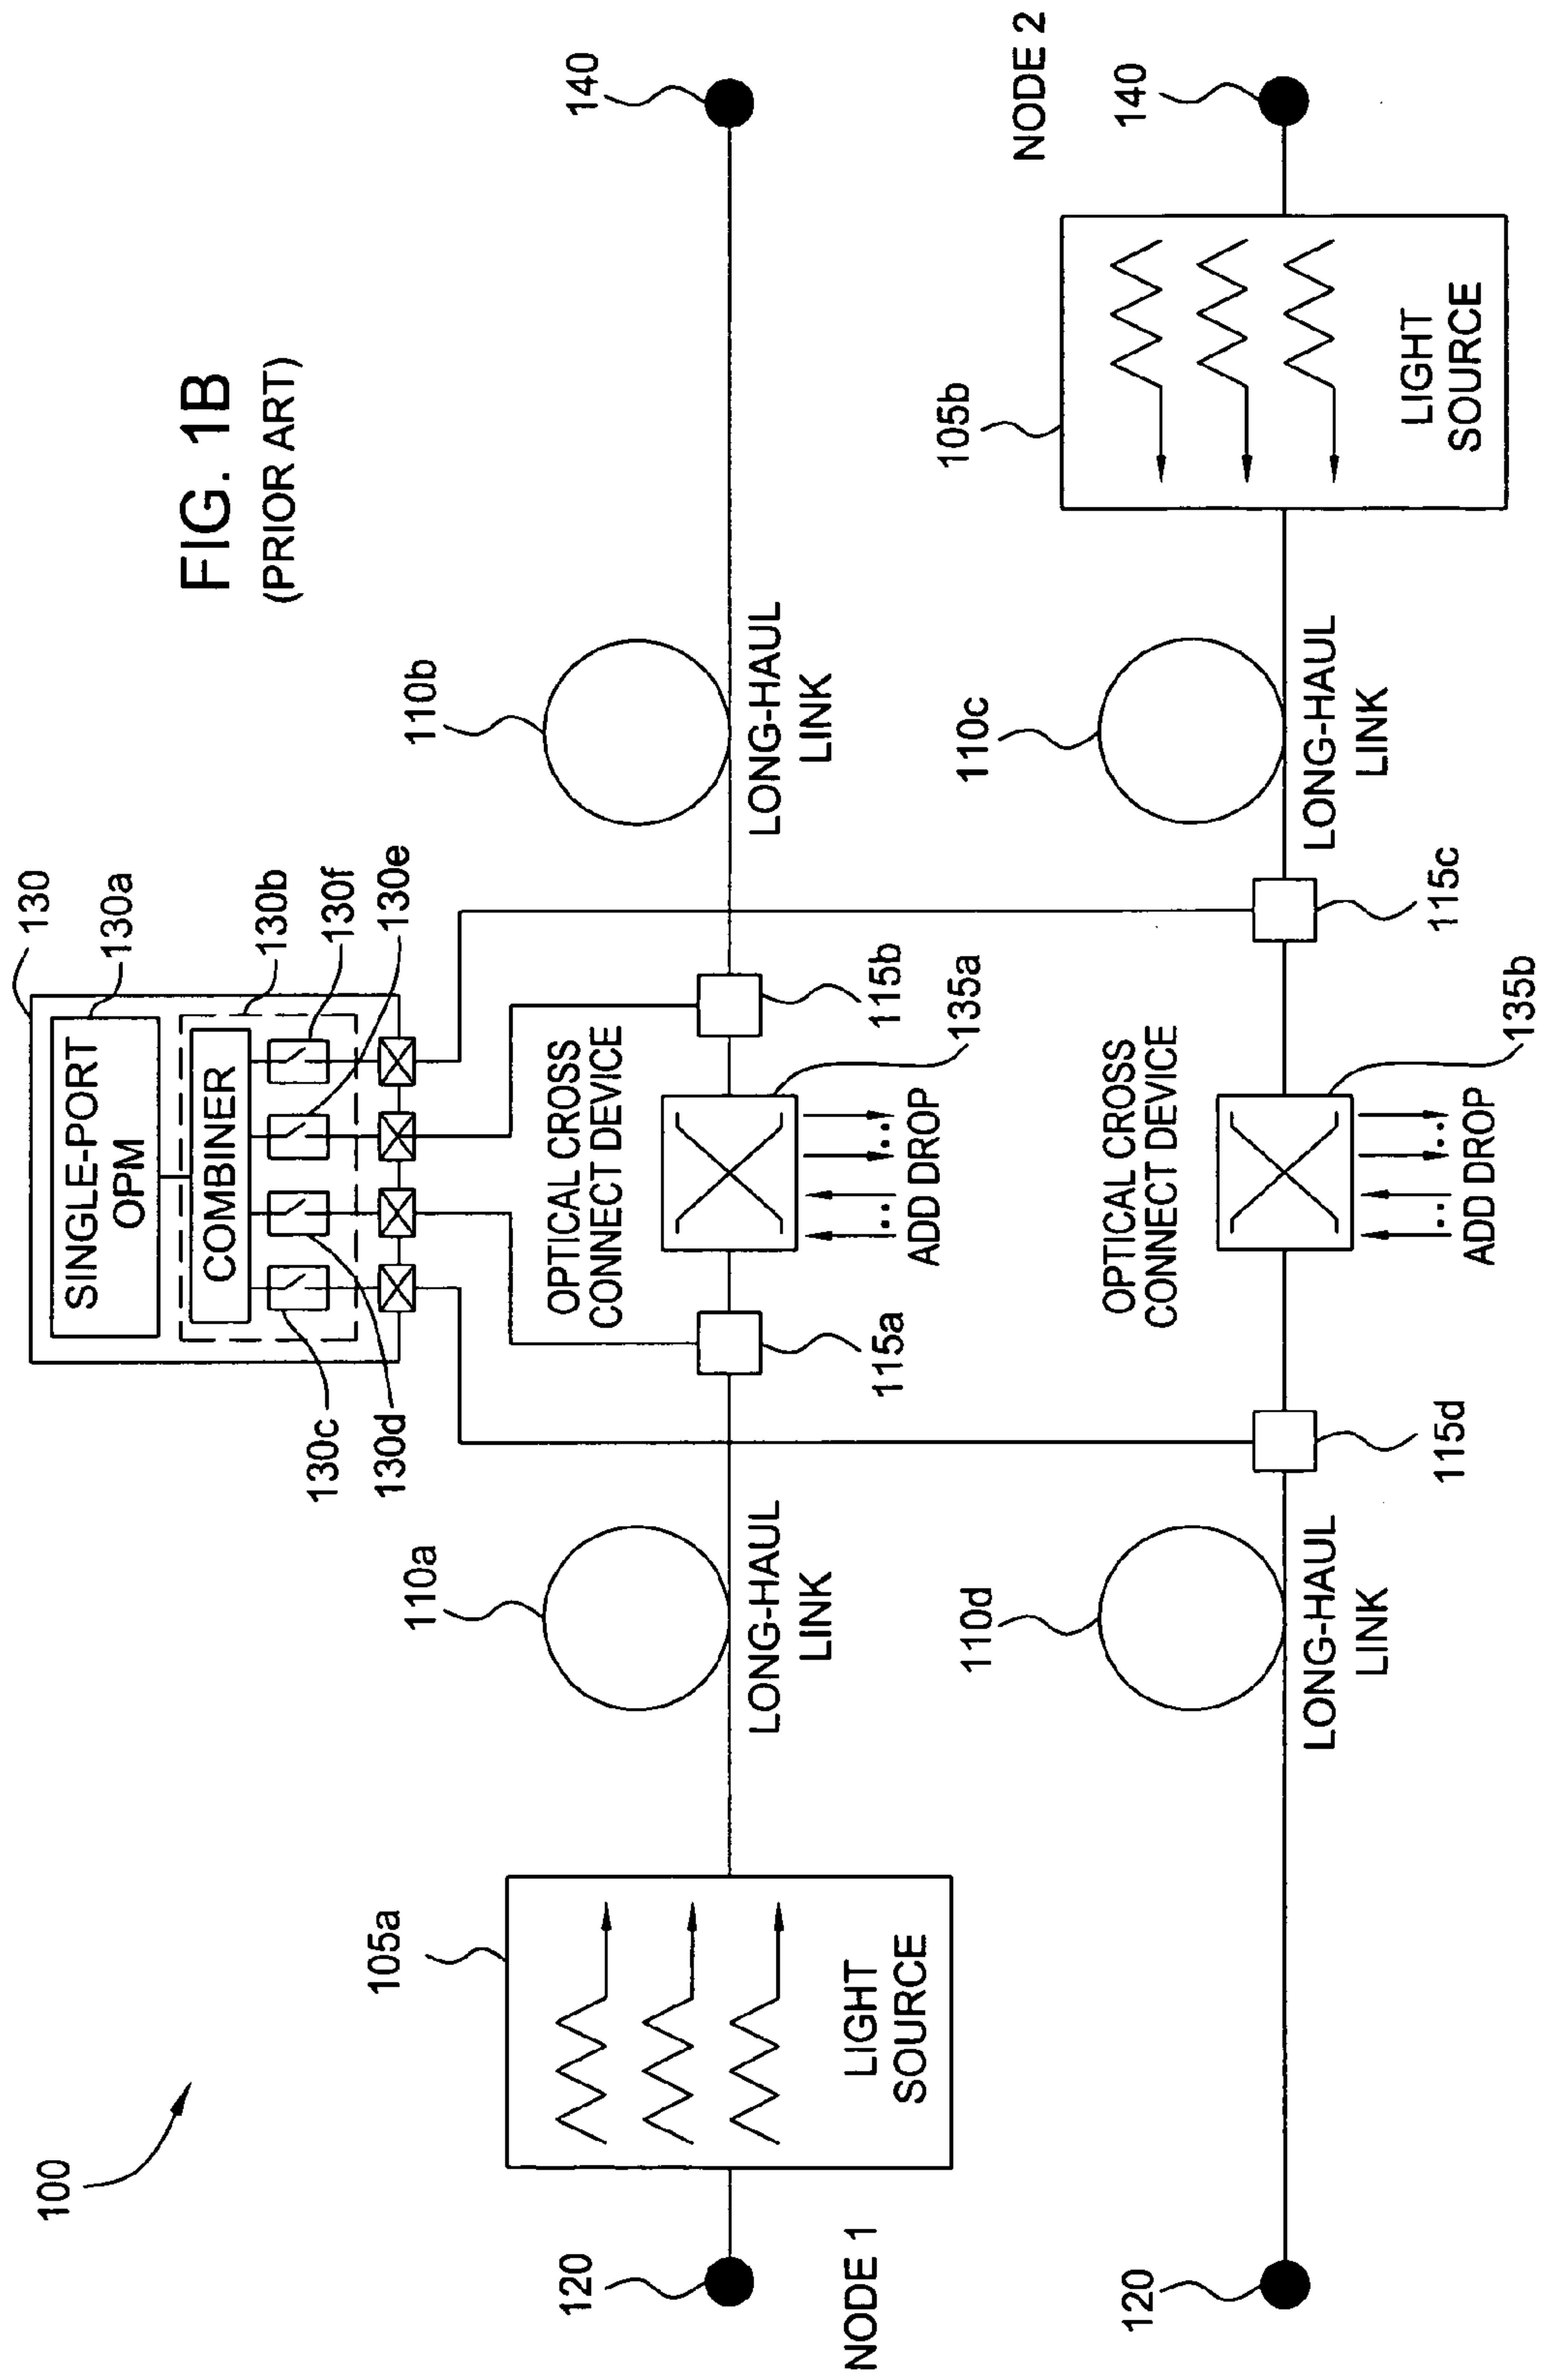 FIG. 1B
(PRIOR ART)
100
130
130a
SINGLE-PORT
OPM
130b
COMBINER
130f
130e
130c
130d
110a
LONG-HAUL
LINK
110b
LONG-HAUL
LINK
140
105a
LIGHT
SOURCE
120
NODE 1
OPTICAL CROSS
CONNECT DEVICE
115a
115b
135a
ADD DROP
NODE 2
140
105b
LIGHT
SOURCE
110c
LONG-HAUL
LINK
115c
OPTICAL CROSS
CONNECT DEVICE
135b
ADD DROP
115d
110d
LONG-HAUL
LINK
120